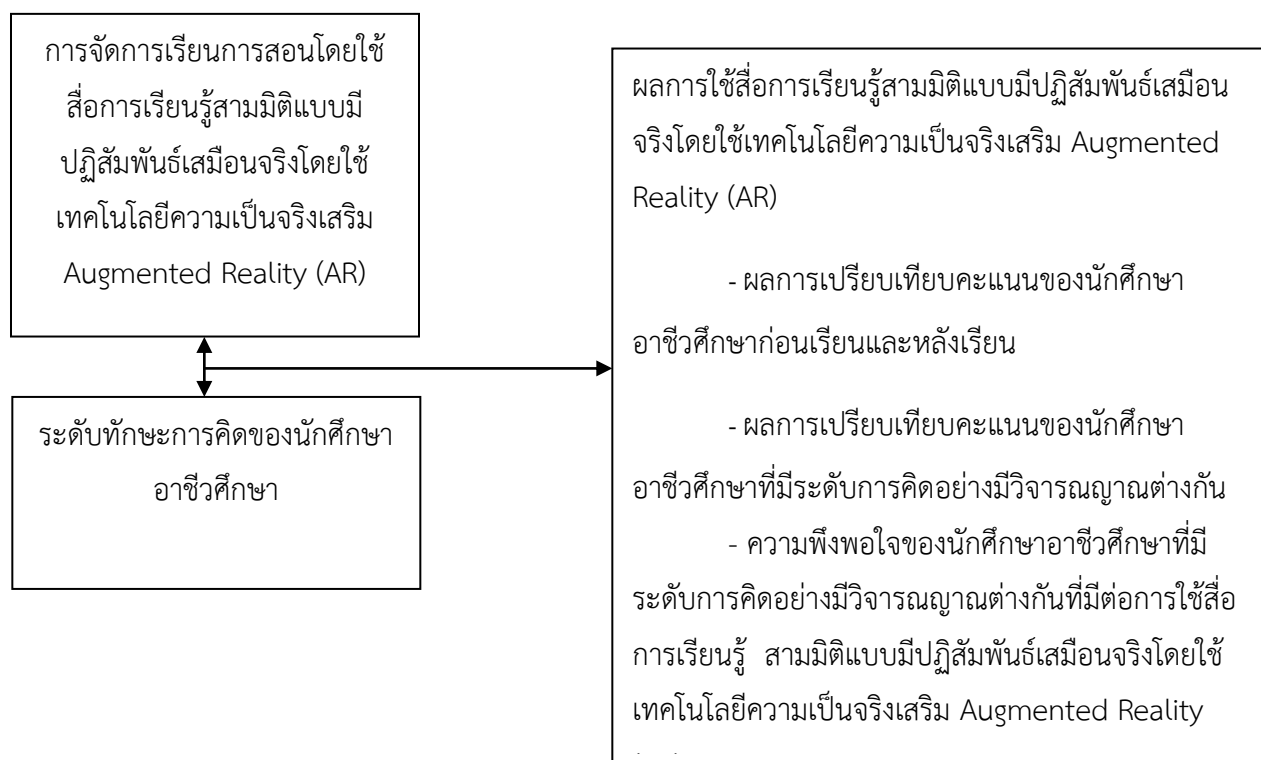 การจัดการเรียนการสอนโดยใช้
สื่อการเรียนรู้สามมิติแบบมี
ปฏิสัมพันธ์เสมือนจริงโดยใช้
เทคโนโลยีความเป็นจริงเสริม
Augmented Reality (AR)
ระดับทักษะการคิดของนักศึกษา
อาชีวศึกษา
ผลการใช้สื่อการเรียนรู้สามมิติแบบมีปฏิสัมพันธ์เสมือน
จริงโดยใช้เทคโนโลยีความเป็นจริงเสริม Augmented
Reality (AR)
- ผลการเปรียบเทียบคะแนนของนักศึกษา
อาชีวศึกษาก่อนเรียนและหลังเรียน
- ผลการเปรียบเทียบคะแนนของนักศึกษา
อาชีวศึกษาที่มีระดับการคิดอย่างมีวิจารณญาณต่างกัน
- ความพึงพอใจของนักศึกษาอาชีวศึกษาที่มี
ระดับการคิดอย่างมีวิจารณญาณต่างกันที่มีต่อการใช้สื่อ
การเรียนรู้ สามมิติแบบมีปฏิสัมพันธ์เสมือนจริงโดยใช้
เทคโนโลยีความเป็นจริงเสริม Augmented Reality